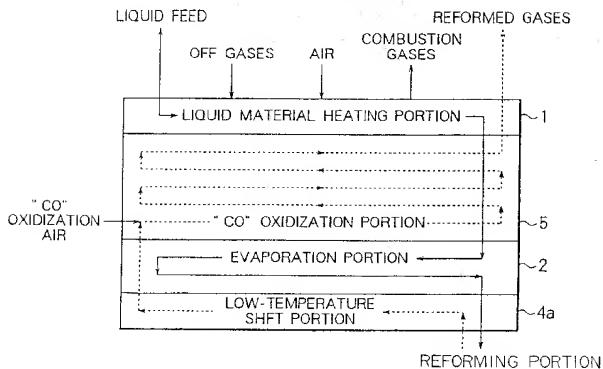 LIQUID FEED
REFORMED GASES
OFF GASES
AIR
COMBUSTION
GASES
LIQUID MATERIAL HEATING PORTION
1
"CO"
OXIDIZATION
AIR
"CO" OXIDIZATION PORTION
5
EVAPORATION PORTION
2
LOW-TEMPERATURE
SHFT PORTION
4a
REFORMING PORTION